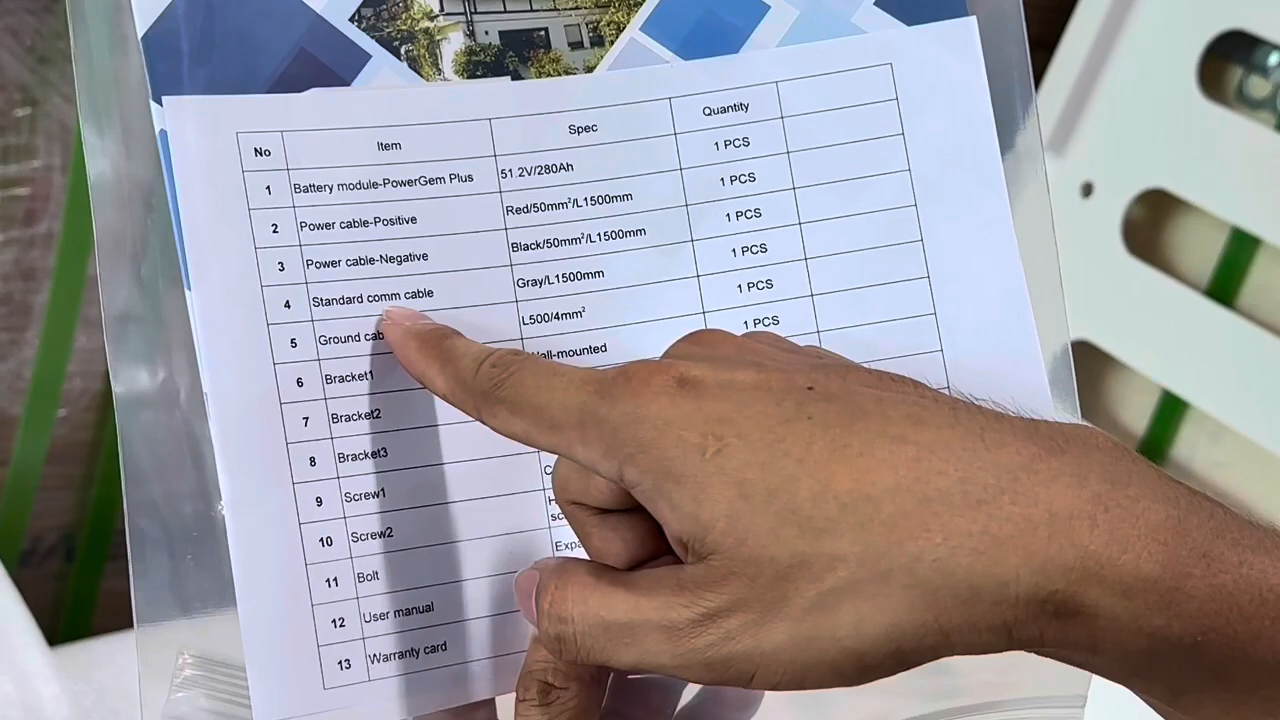 No Item Spec Quantity
1 Battery module-PowerGem Plus 51.2V/280Ah 1 PCS
2 Power cable-Positive Red/50mm²/L1500mm 1 PCS
3 Power cable-Negative Black/50mm²/L1500mm 1 PCS
4 Standard comm cable Gray/L1500mm 1 PCS
5 Ground L500/4mm² 1 PCS
6 Bracket1 1 PCS
7 Bracket2
8 Bracket3
9 Screw1
10 Screw2
11 Bolt
12 User manual
13 Warranty card